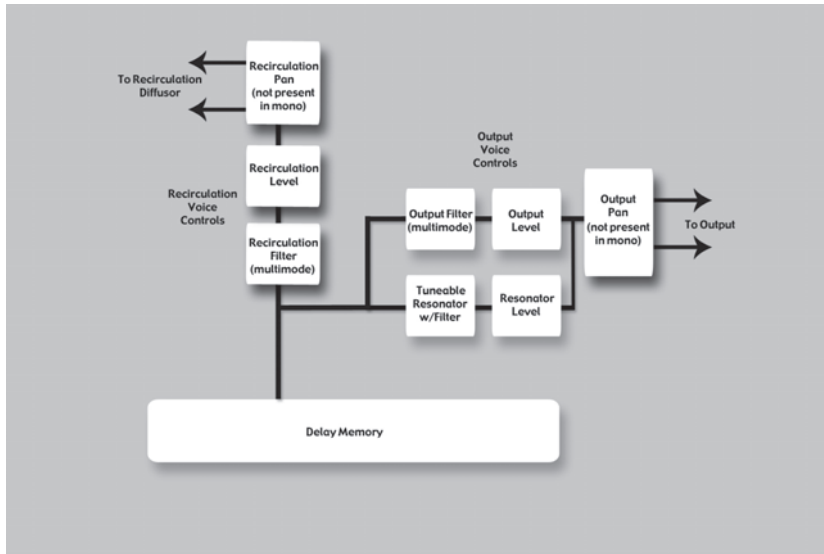 To Recirculation
Diffusor
Recirculation
Pan
(not present
in mono)
Recirculation
Level
Recirculation
Voice
Controls
Recirculation
Filter
(multimode)
Output
Voice
Controls
Output Filter
(multimode)
Output
Level
Output
Pan
(not present
in mono)
To Output
Tuneable
Resonator
w/Filter
Resonator
Level
Delay Memory